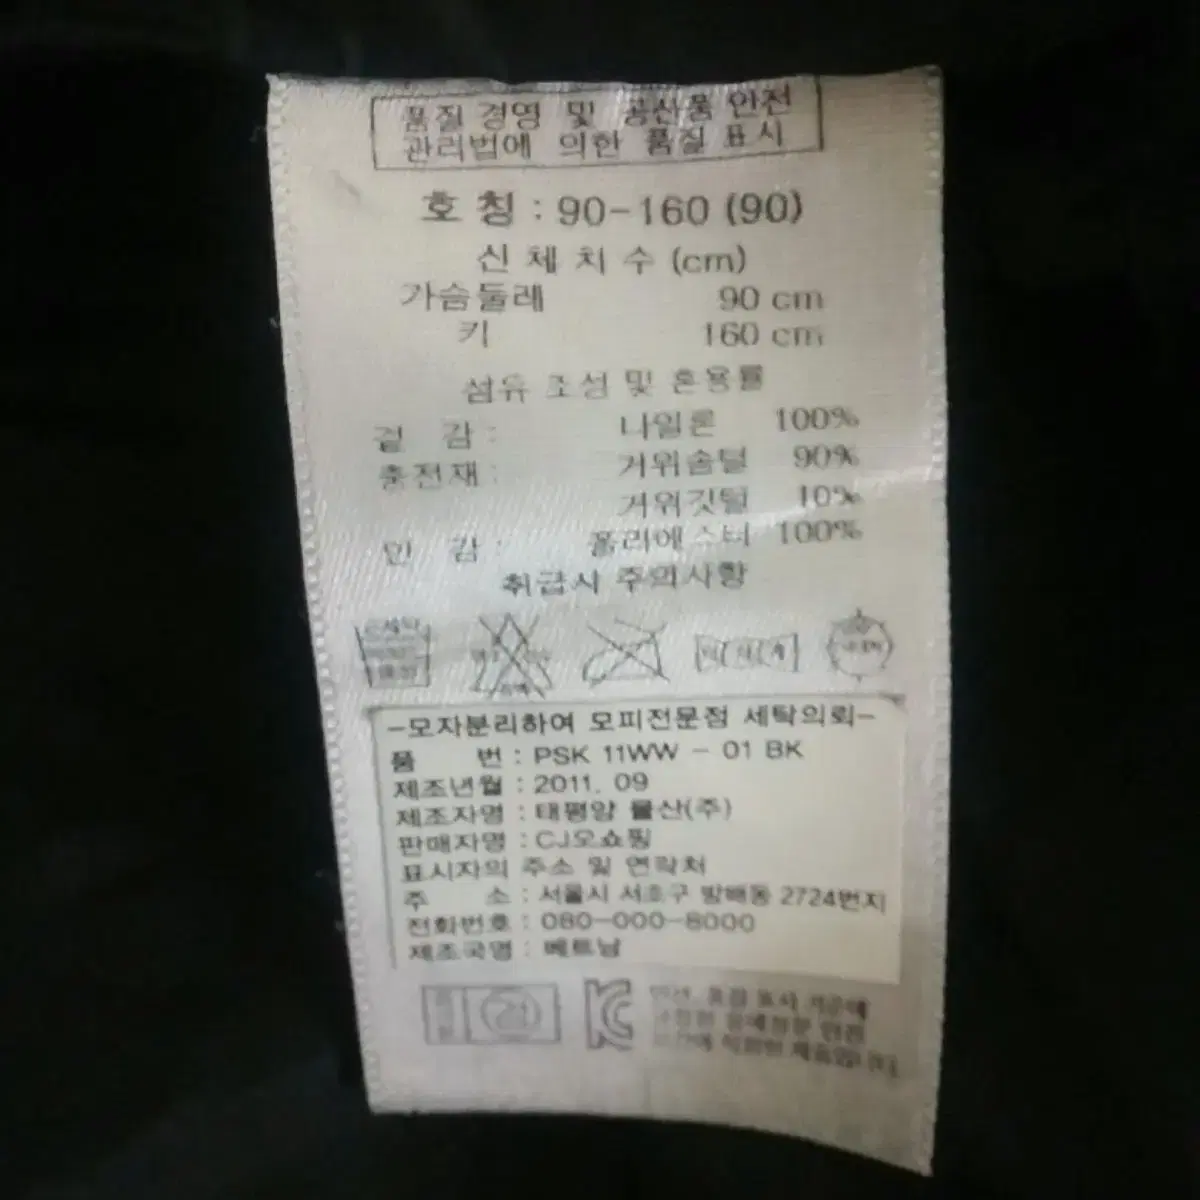 품질 경영 및 공산품 안전
관리법에 의한 품질 표시
호 칭 : 90-160 (90)
신 체 치 수 (cm)
가슴둘레 90 cm
키 160 cm
섬유 조성 및 혼용률
겉 감 : 나일론 100%
충전재 : 거위솜털 90%
거위깃털 10%
안 감 : 폴리에스터 100%
취급시 주의사항
-모자분리하여 모피전문점 세탁의뢰-
품 번 : PSK 11WW - 01 BK
제조년월 : 2011. 09
제조자명 : 태평양 물산(주)
판매자명 : CJ오쇼핑
표시자의 주소 및 연락처
주 소 : 서울시 서초구 방배동 2724번지
전화번호 : 080-000-8000
제조국명 : 베트남